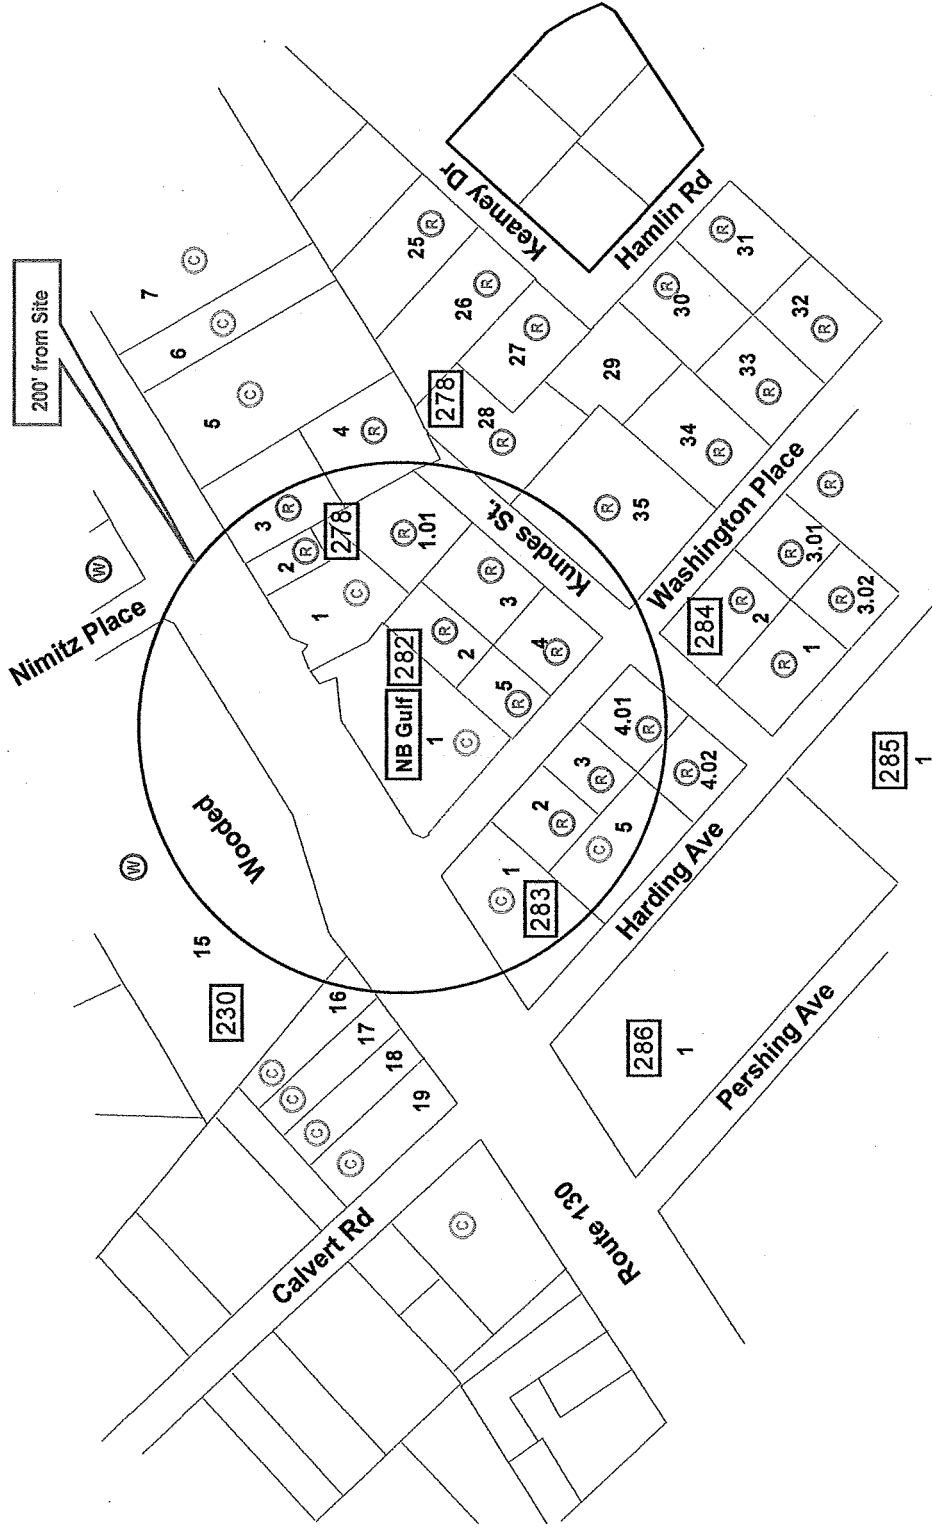 200' from Site
Nimitz Place
W
7
C
6
C
5
C
4
R
3
R
2
R
278
1
C
R
1.01
25
R
26
R
27
R
278
28
R
29
Kearney Dr
Hamlin Rd
31
R
30
R
32
R
33
R
34
R
35
R
Kundes St.
Washington Place
R
282
NB Gulf
1
C
2
R
3
R
4
R
5
R
284
2
R
3.01
R
3.02
R
1
R
4.01
R
4.02
R
3
R
2
R
5
C
1
C
283
Harding Ave
285
1
286
1
Pershing Ave
Wooded
W
15
230
16
17
18
19
C
C
C
C
Calvert Rd
C
Route 130